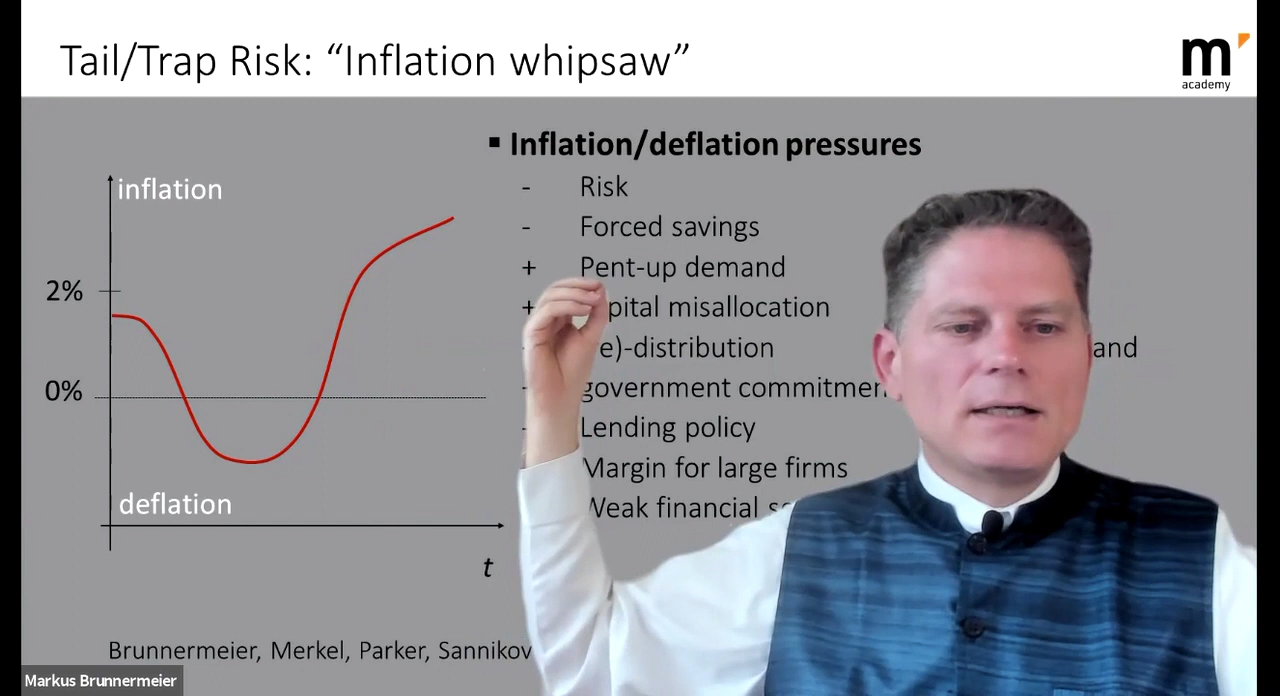 Tail/Trap Risk: “Inflation whipsaw”
m'
academy
▪ Inflation/deflation pressures
- Risk
- Forced savings
+ Pent-up demand
+ pital misallocation
e)-distribution and
government commitmen
Lending policy
Margin for large firms
Weak financial
inflation
2%
0%
deflation
t
Brunnermeier, Merkel, Parker, Sannikov
Markus Brunnermeier